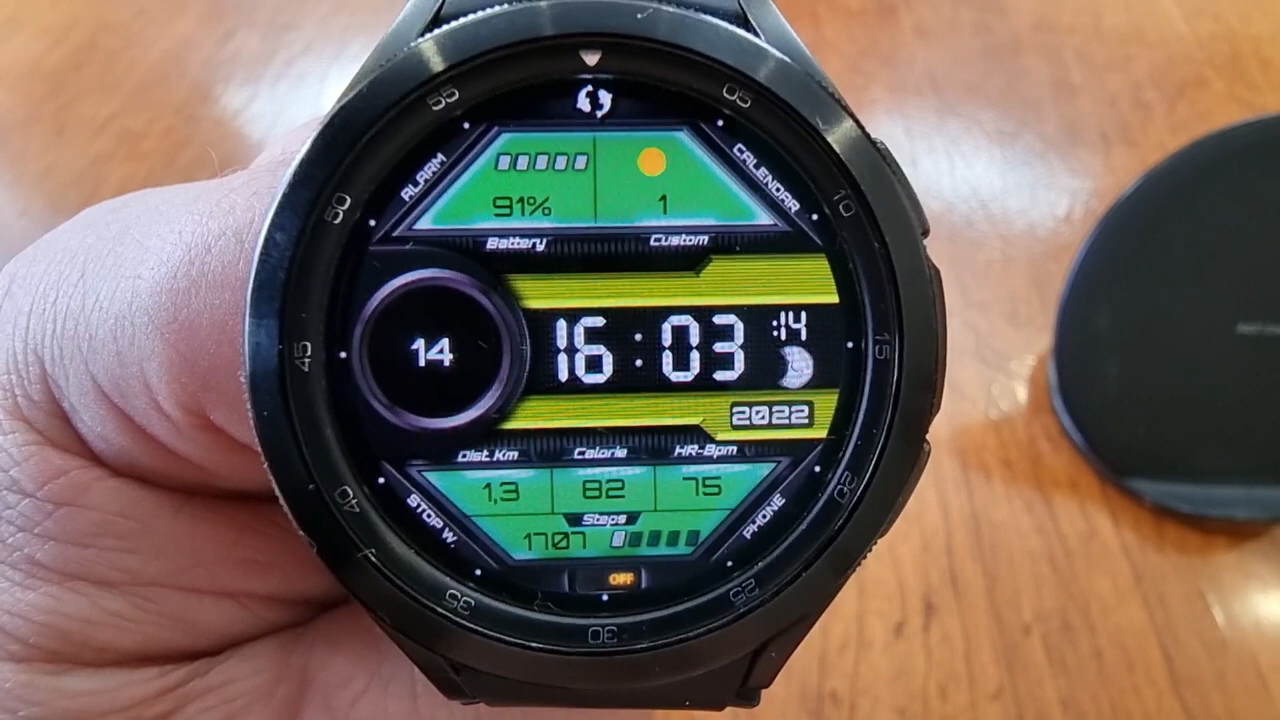 55
05
ALARM
CALENDAR
50
10
91%
1
Battery
Custom
45
14
16:03
:14
15
2022
Dist. Km
Calorie
HR-Bpm
1,3
82
75
Steps
1707
STOP W.
PHONE
40
20
OFF
35
25
30